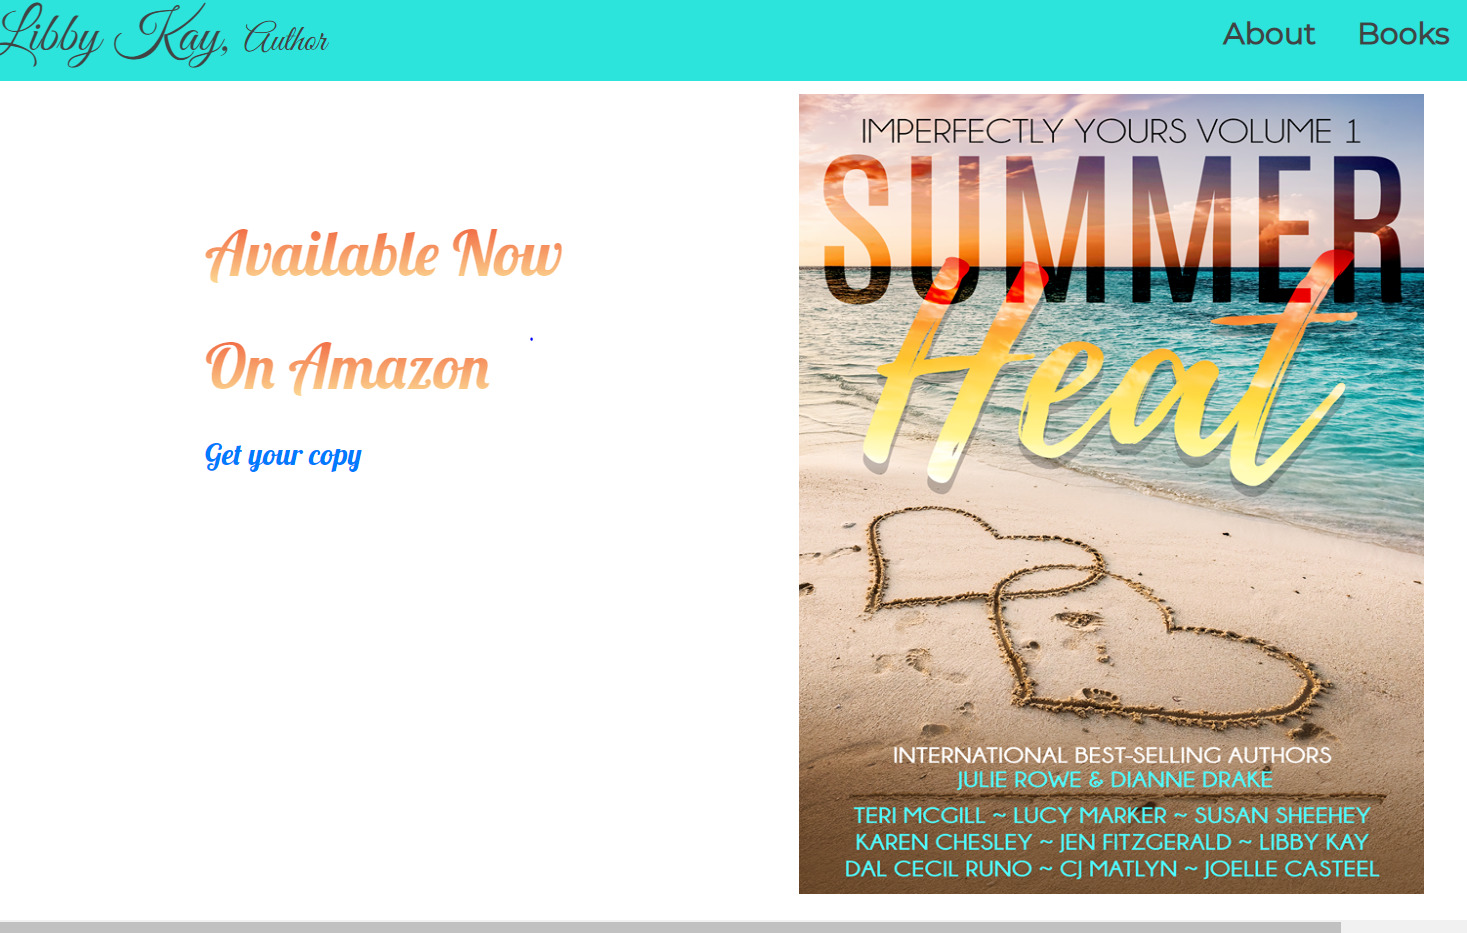 Libby Kay, Author
About Books
Available Now
On Amazon
Get your copy
IMPERFECTLY YOURS VOLUME 1
SUMMER
Heat
INTERNATIONAL BEST-SELLING AUTHORS
JULIE ROWE & DIANNE DRAKE
TERI MCGILL ~ LUCY MARKER ~ SUSAN SHEEHEY
KAREN CHESLEY ~ JEN FITZGERALD ~ LIBBY KAY
DAL CECIL RUNO ~ CJ MATLYN ~ JOELLE CASTEEL